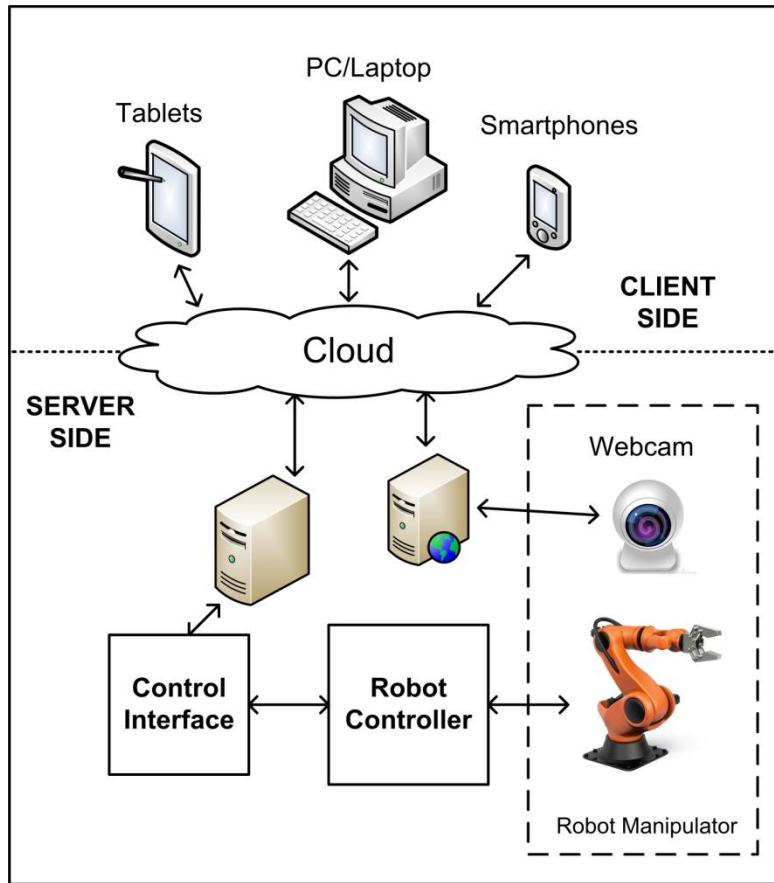 PC/Laptop
Tablets
Smartphones
CLIENT
SIDE
Cloud
SERVER
SIDE
Webcam
Control
Interface
Robot
Controller
Robot Manipulator